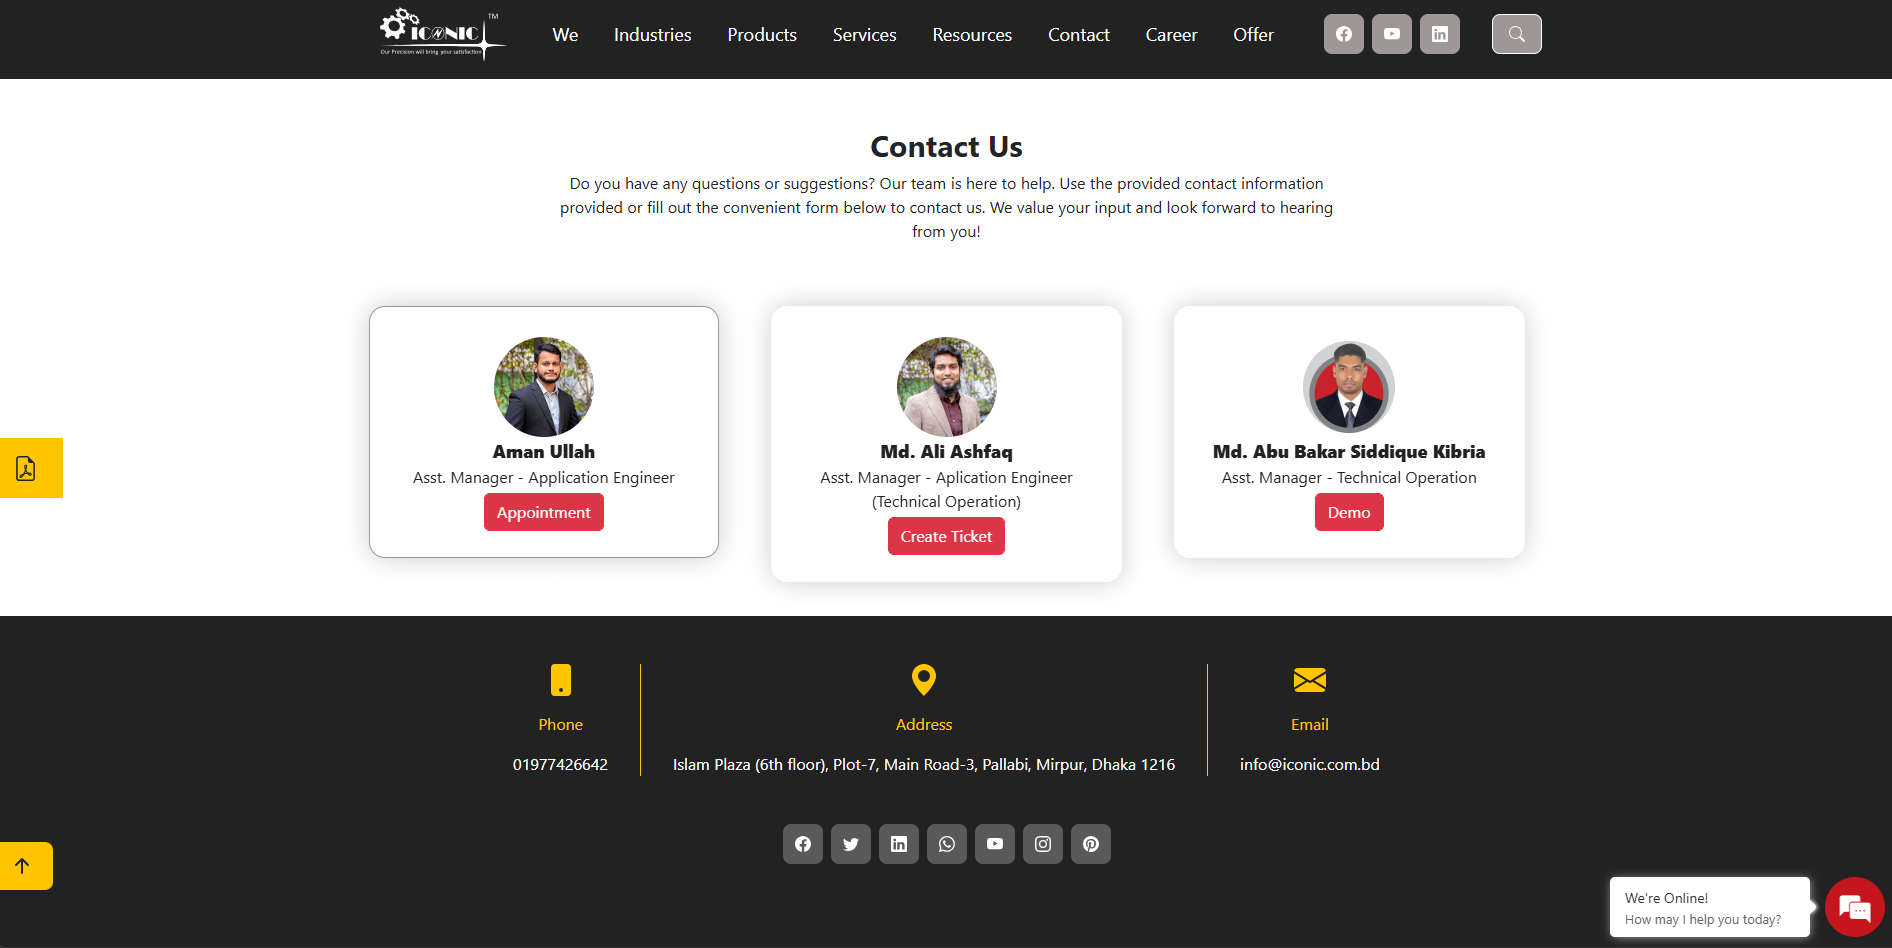 ICONIC TM
Our Precision will bring your satisfaction
We Industries Products Services Resources Contact Career Offer
Contact Us
Do you have any questions or suggestions? Our team is here to help. Use the provided contact information
provided or fill out the convenient form below to contact us. We value your input and look forward to hearing
from you!
Aman Ullah
Asst. Manager - Application Engineer
Appointment
Md. Ali Ashfaq
Asst. Manager - Aplication Engineer
(Technical Operation)
Create Ticket
Md. Abu Bakar Siddique Kibria
Asst. Manager - Technical Operation
Demo
Phone
01977426642
Address
Islam Plaza (6th floor), Plot-7, Main Road-3, Pallabi, Mirpur, Dhaka 1216
Email
info@iconic.com.bd
We're Online!
How may I help you today?